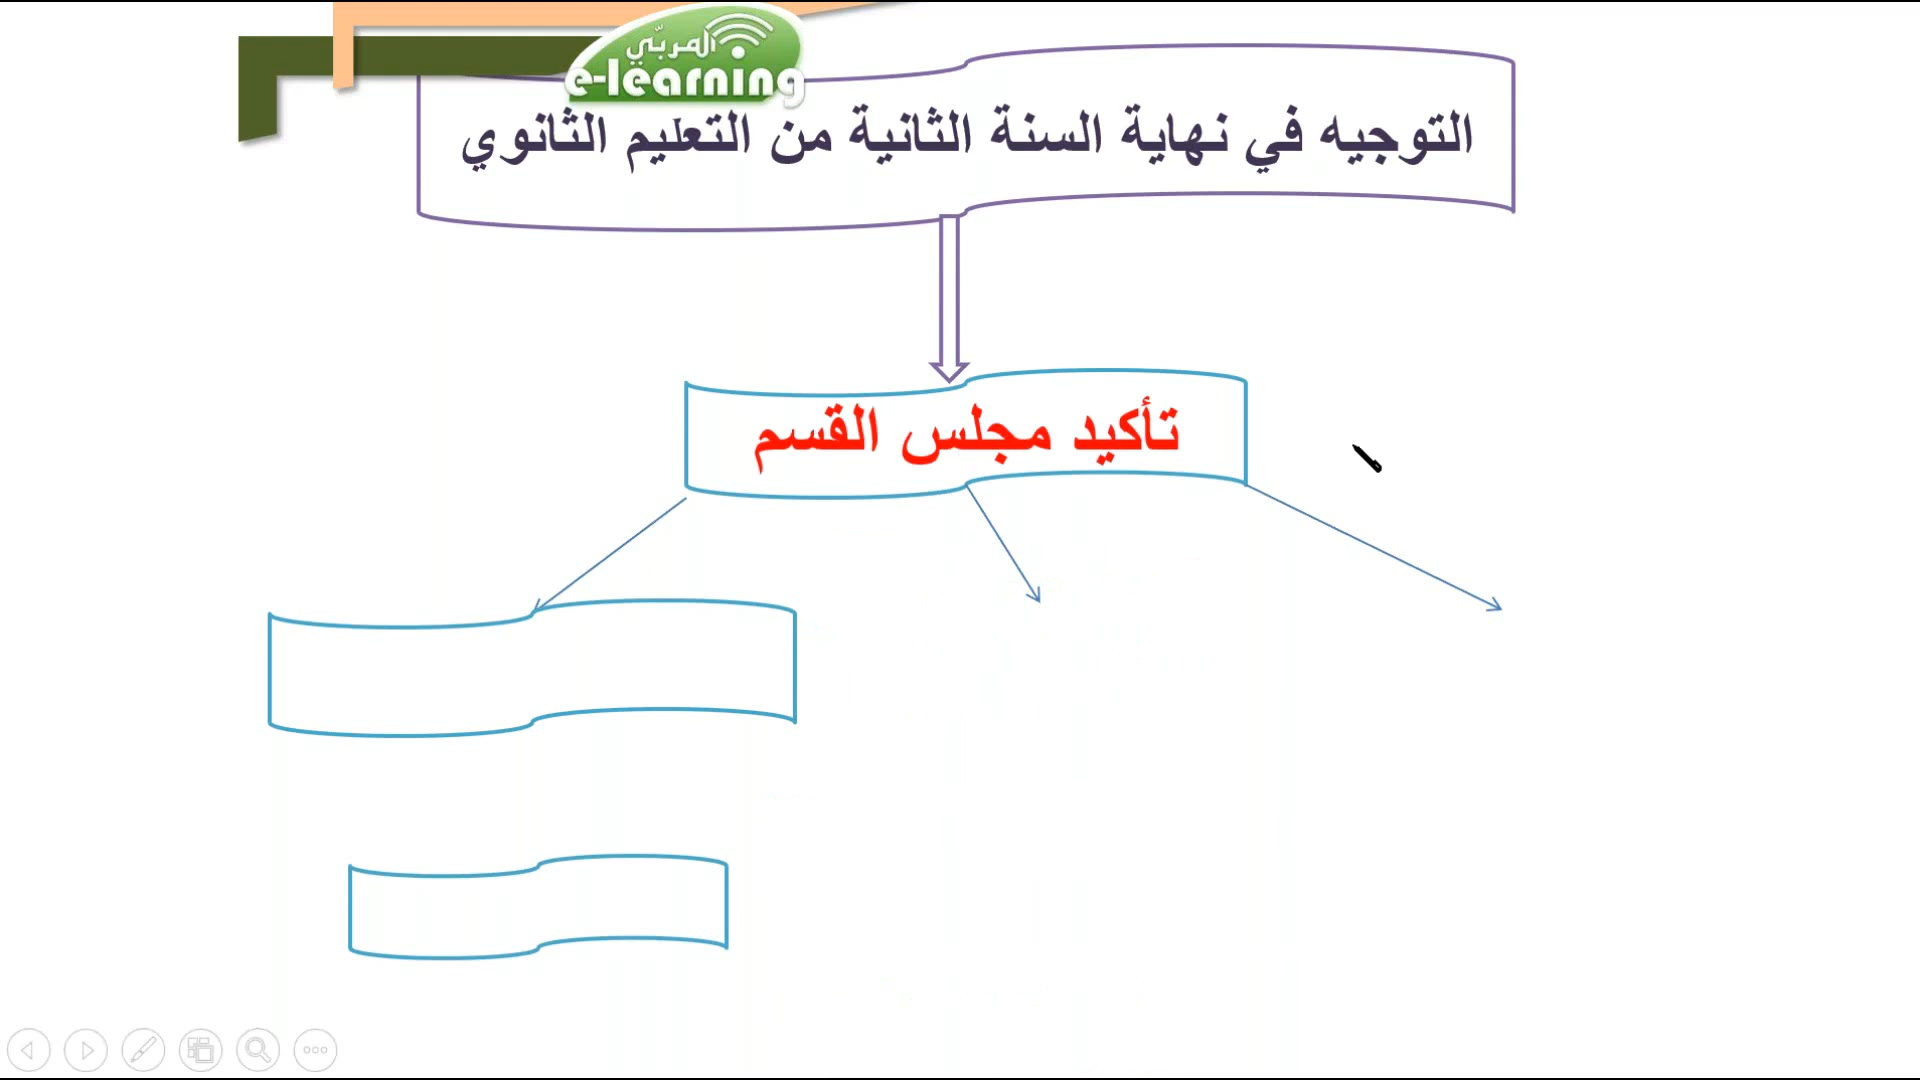 المربّي
e-learning
التوجيه في نهاية السنة الثانية من التعليم الثانوي
تأكيد مجلس القسم